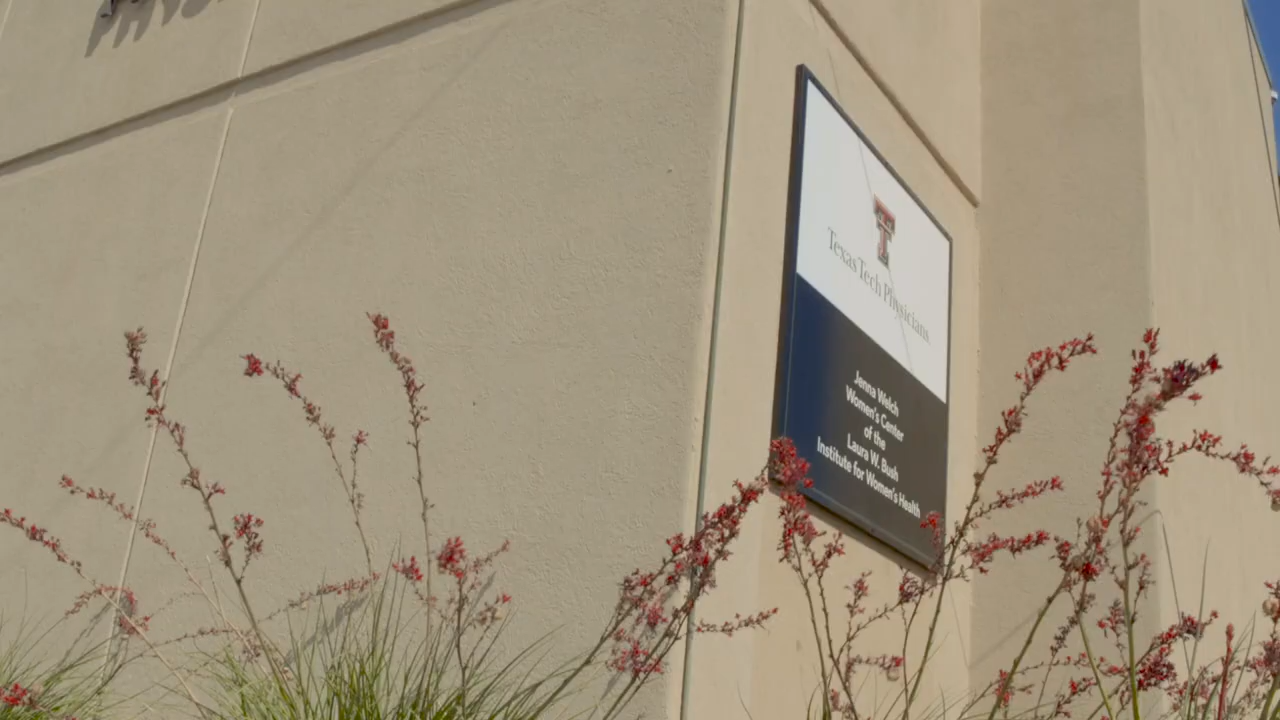 Texas Tech Physicians
Jenna Welch
Women's Center
of the
Laura W. Bush
Institute for Women's Health